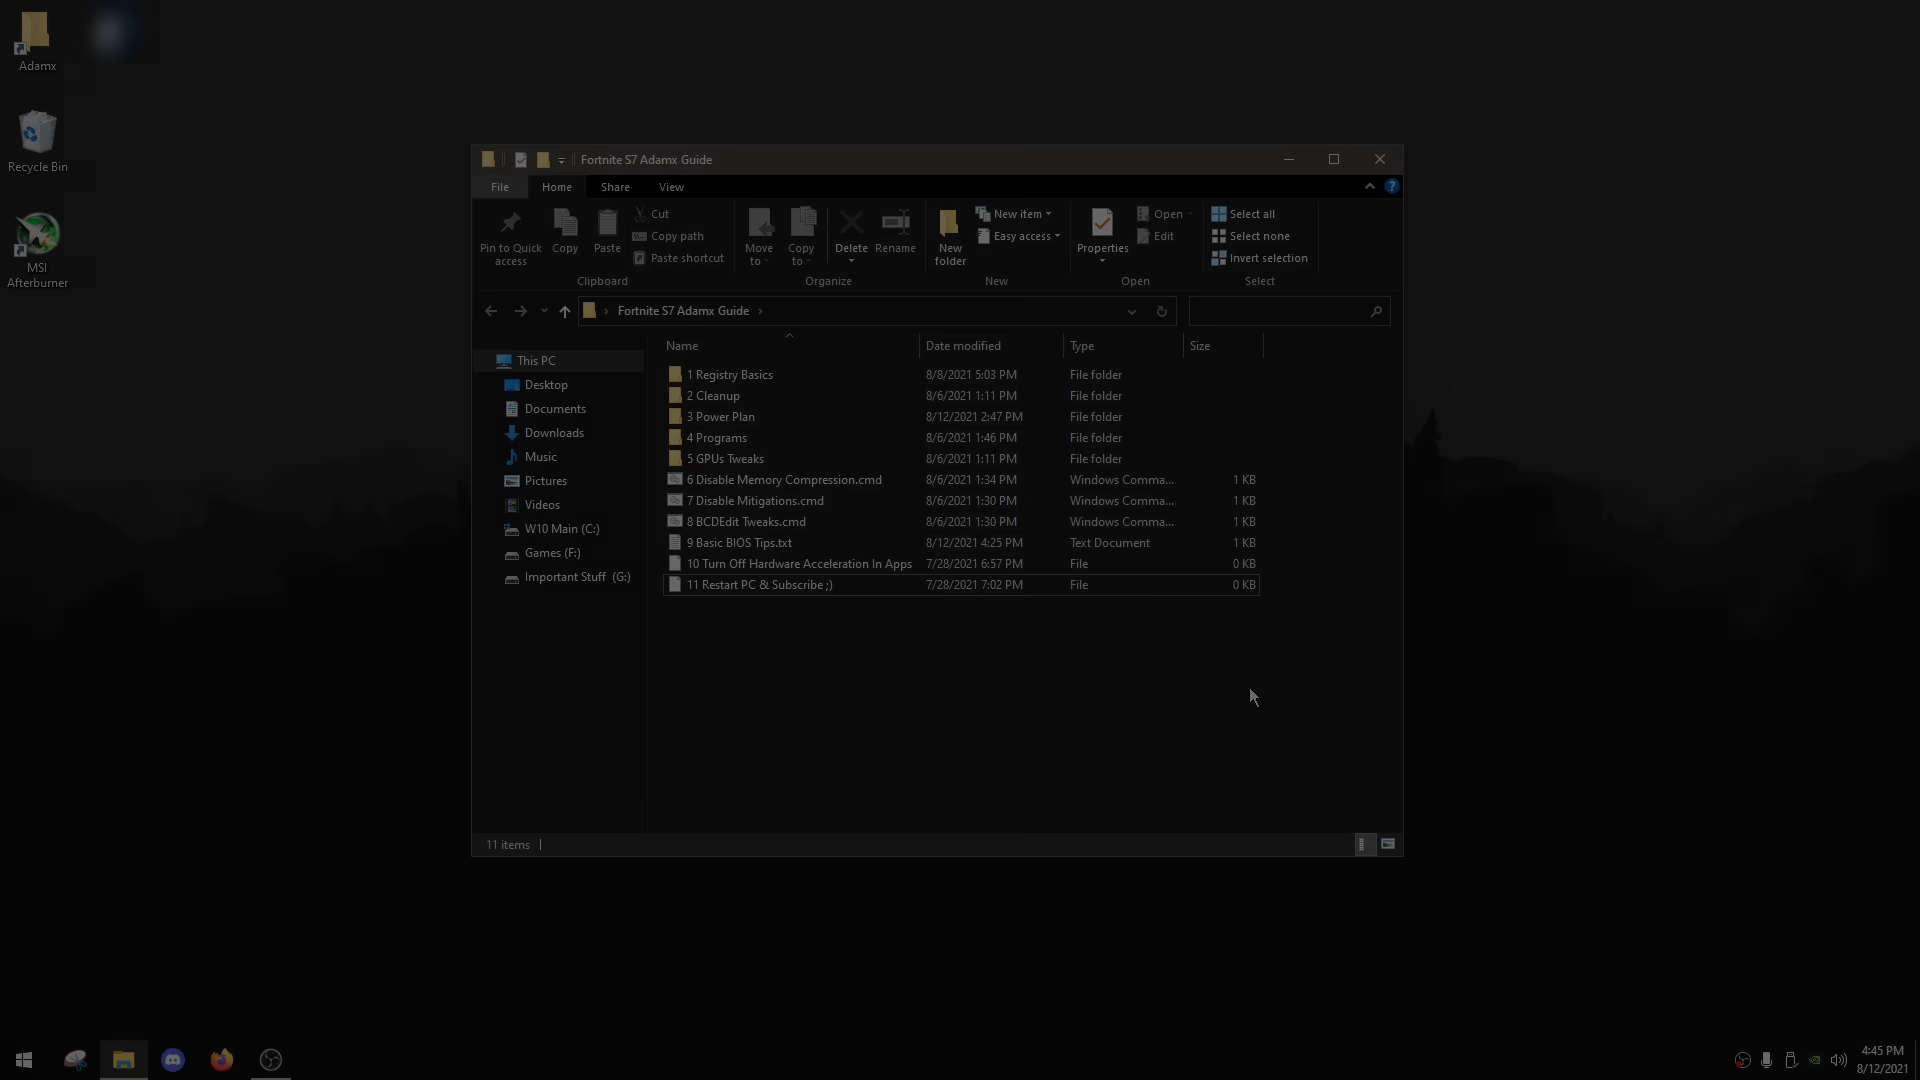 Adamx
Recycle Bin
MSI
Afterburner
Fortnite S7 Adamx Guide
File Home Share View
Pin to Quick
access
Copy
Paste
Cut
Copy path
Paste shortcut
Clipboard
Move
to
Copy
to
Delete
Rename
Organize
New
folder
New item
Easy access
New
Properties
Open
Edit
Open
Select all
Select none
Invert selection
Select
Fortnite S7 Adamx Guide
This PC
Desktop
Documents
Downloads
Music
Pictures
Videos
W10 Main (C:)
Games (F:)
Important Stuff (G:)
Name Date modified Type Size
1 Registry Basics 8/8/2021 5:03 PM File folder
2 Cleanup 8/6/2021 1:11 PM File folder
3 Power Plan 8/12/2021 2:47 PM File folder
4 Programs 8/6/2021 1:46 PM File folder
5 GPUs Tweaks 8/6/2021 1:11 PM File folder
6 Disable Memory Compression.cmd 8/6/2021 1:34 PM Windows Comma... 1 KB
7 Disable Mitigations.cmd 8/6/2021 1:30 PM Windows Comma... 1 KB
8 BCDEdit Tweaks.cmd 8/6/2021 1:30 PM Windows Comma... 1 KB
9 Basic BIOS Tips.txt 8/12/2021 4:25 PM Text Document 1 KB
10 Turn Off Hardware Acceleration In Apps 7/28/2021 6:57 PM File 0 KB
11 Restart PC & Subscribe ;) 7/28/2021 7:02 PM File 0 KB
11 items
4:45 PM
8/12/2021